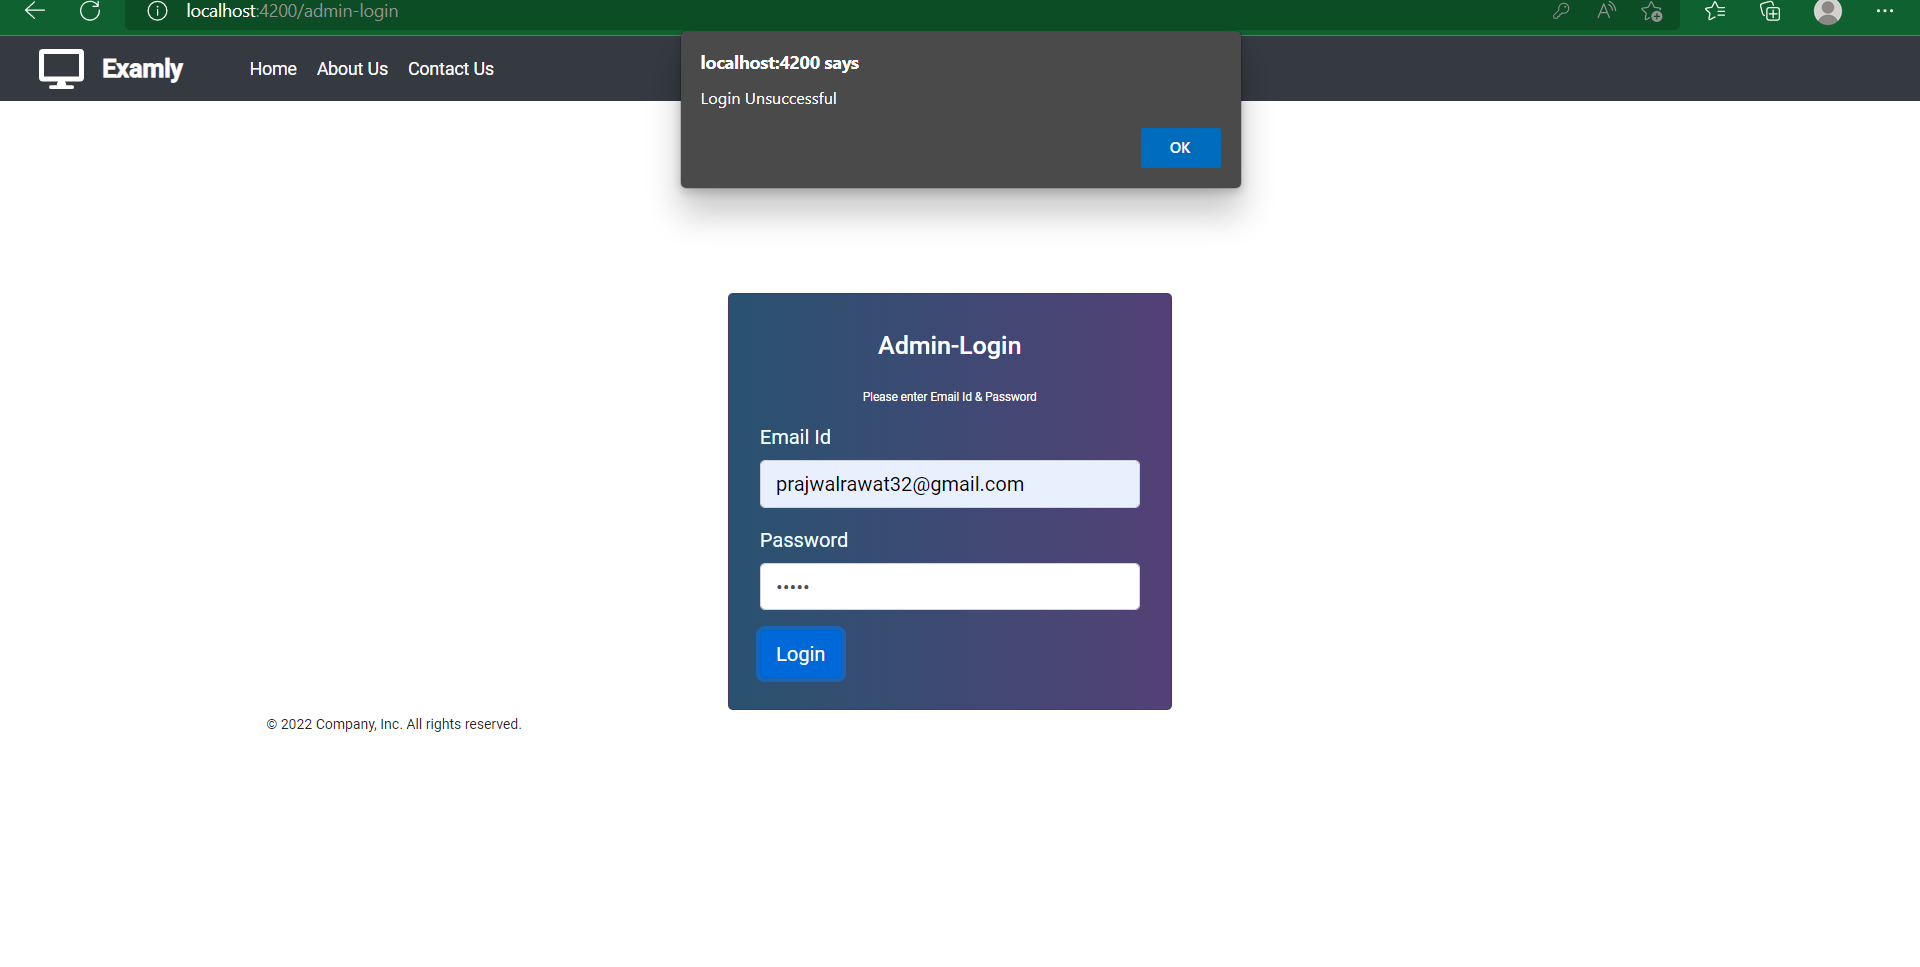 localhost:4200/admin-login
Examly
Home About Us Contact Us
localhost:4200 says
Login Unsuccessful
OK
Admin-Login
Please enter Email Id & Password
Email Id
prajwalrawat32@gmail.com
Password
•••••
Login
© 2022 Company, Inc. All rights reserved.